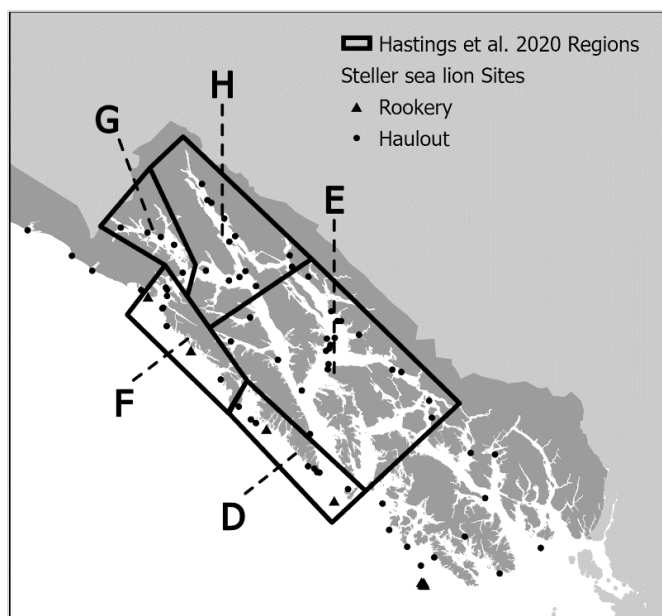 Hastings et al. 2020 Regions
Steller sea lion Sites
Rookery
Haulout
H
G
E
F
D